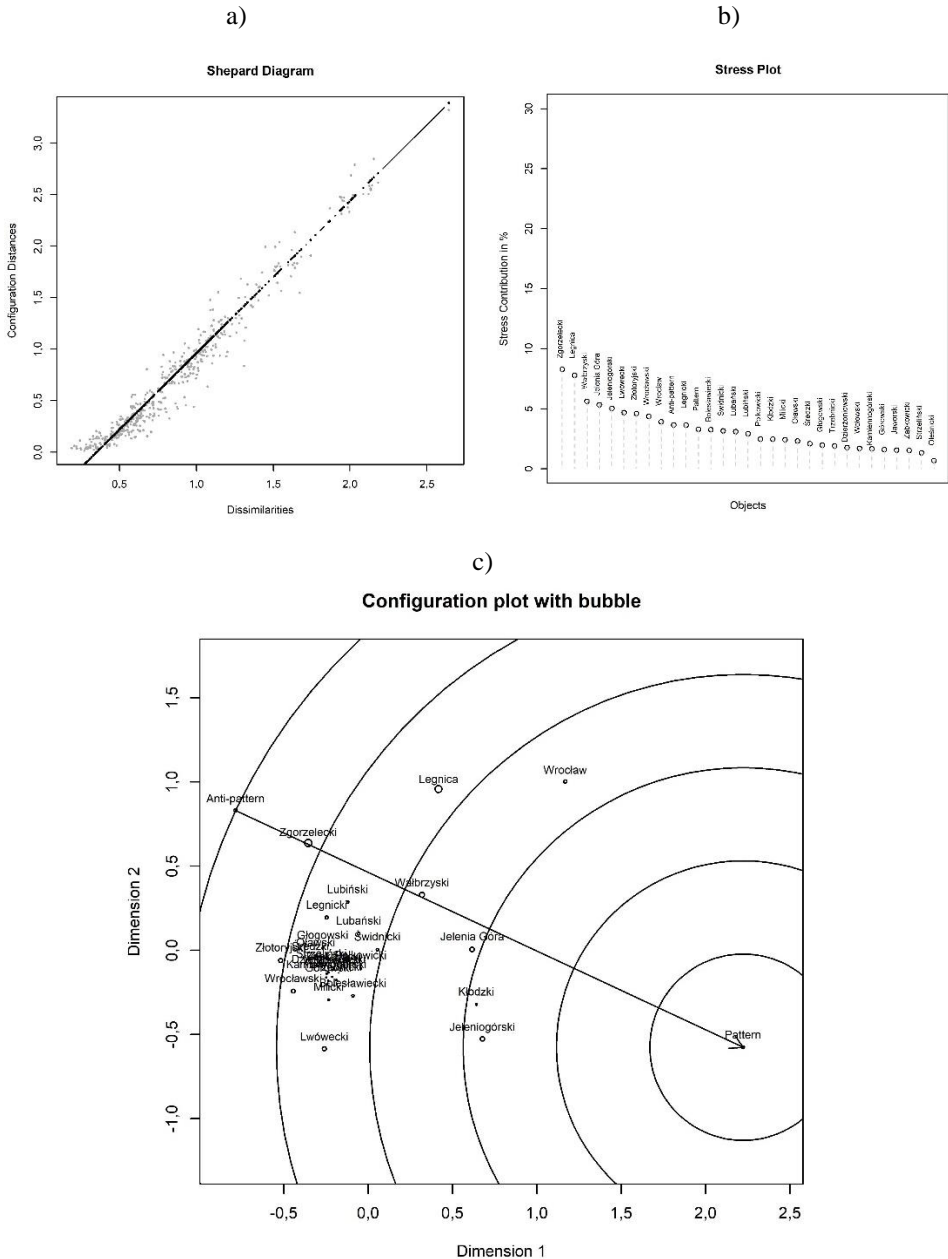 a)
b)
Shepard Diagram
Stress Plot
Configuration Distances
3.0
2.5
2.0
1.5
1.0
0.5
0.0
0,5
1,0
1,5
2,0
2,5
Dissimilarities
Stress Contribution in %
30
25
20
15
10
5
0
Zgorzelecki
Legnica
Wałbrzyski
Jelenia Góra
Jeleniogórski
Lwówecki
Złotoryjski
Wrocławski
Wrocław
Anti-pattern
Legnicki
Pattern
Bolesławiecki
Świdnicki
Lubański
Lubiński
Polkowicki
Kłodzki
Milicki
Oławski
Średzki
Głogowski
Trzebnicki
Dzierżoniowski
Wołowski
Kamiennogórski
Górowski
Jaworski
Ząbkowicki
Strzeliński
Oleśnicki
Objects
c)
Configuration plot with bubble
Dimension 2
1,5
1,0
0,5
0,0
-0,5
-1,0
Legnica
Wrocław
Anti-pattern
Zgorzelecki
Wałbrzyski
Lubiński
Legnicki
Lubański
Głogowski
Świdnicki
Jelenia Góra
Złotoryjski
Wrocławski
Milicki
Kłodzki
Jeleniogórski
Lwówecki
Pattern
-0,5
0,0
0,5
1,0
1,5
2,0
2,5
Dimension 1